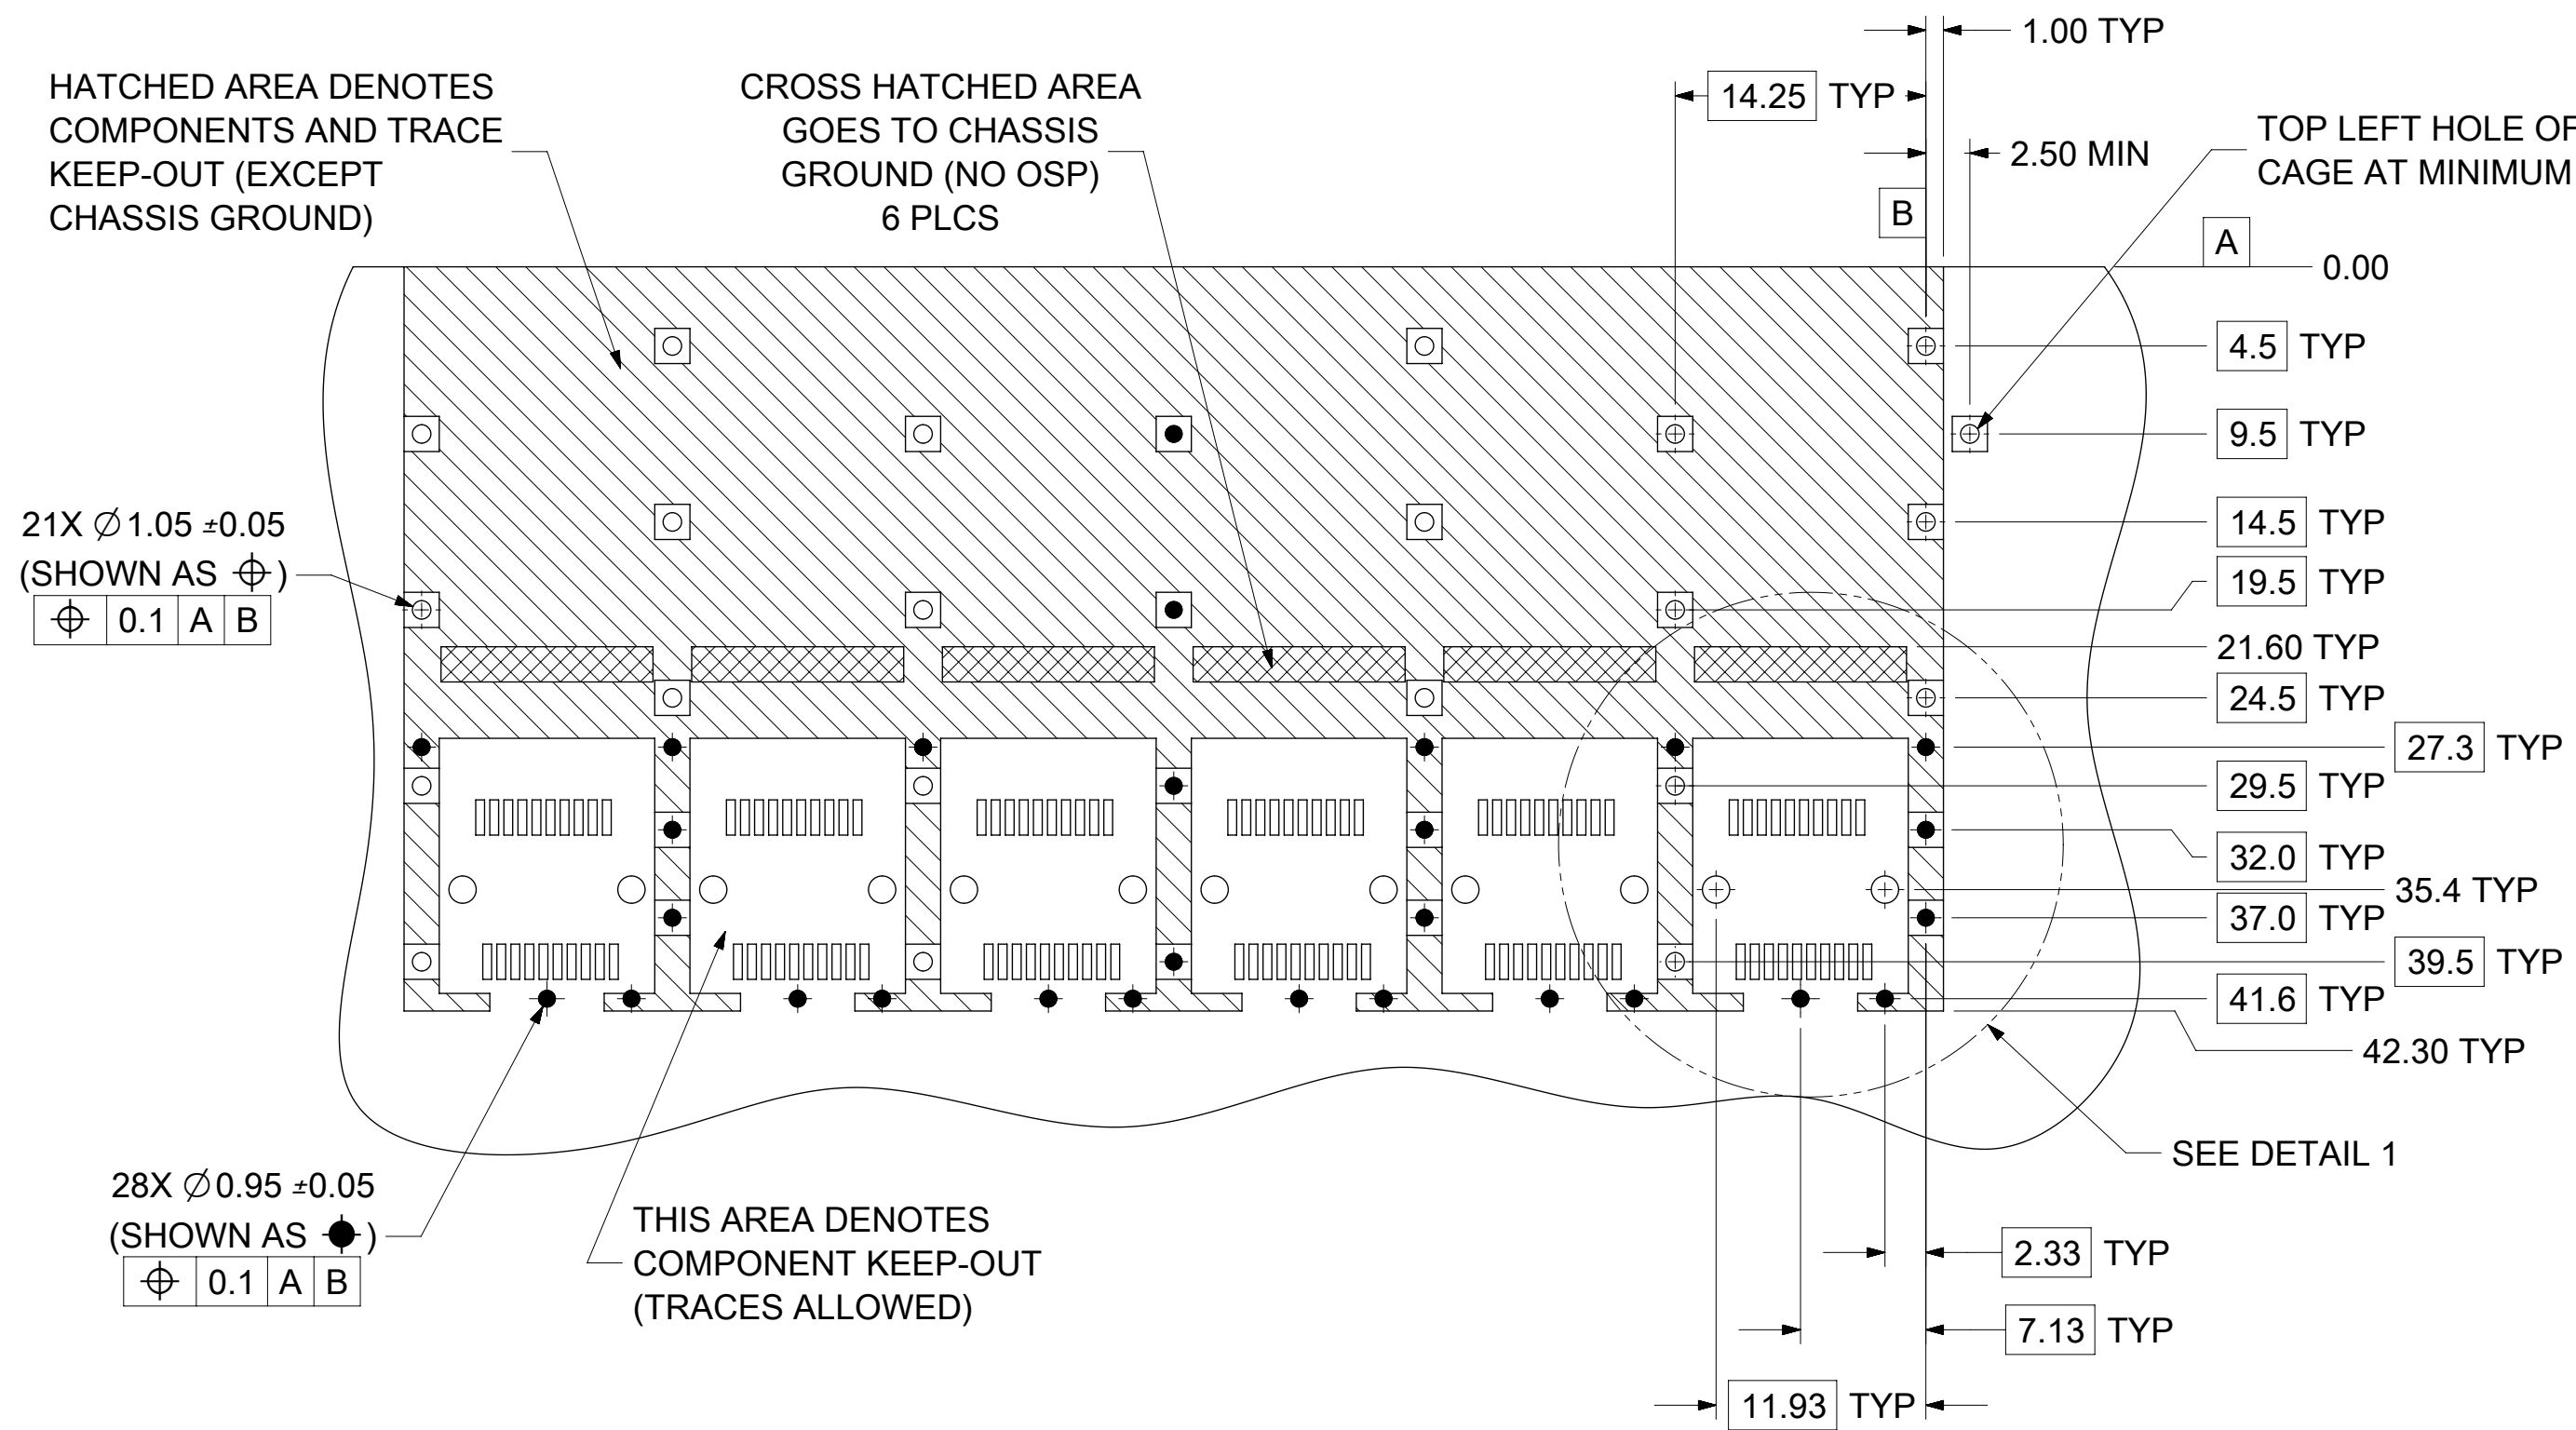 1.00 TYP
14.25 TYP
2.50 MIN
HATCHED AREA DENOTES
COMPONENTS AND TRACE
KEEP-OUT (EXCEPT
CHASSIS GROUND)
CROSS HATCHED AREA
GOES TO CHASSIS
GROUND (NO OSP)
6 PLCS
TOP LEFT HOLE OF
CAGE AT MINIMUM
B
A
0.00
4.5 TYP
9.5 TYP
14.5 TYP
19.5 TYP
21.60 TYP
24.5 TYP
27.3 TYP
29.5 TYP
32.0 TYP
35.4 TYP
37.0 TYP
39.5 TYP
41.6 TYP
42.30 TYP
21X ∅1.05 ±0.05
(SHOWN AS ⌖)
⌖ 0.1 A B
SEE DETAIL 1
28X ∅0.95 ±0.05
(SHOWN AS )
⌖ 0.1 A B
THIS AREA DENOTES
COMPONENT KEEP-OUT
(TRACES ALLOWED)
2.33 TYP
7.13 TYP
11.93 TYP